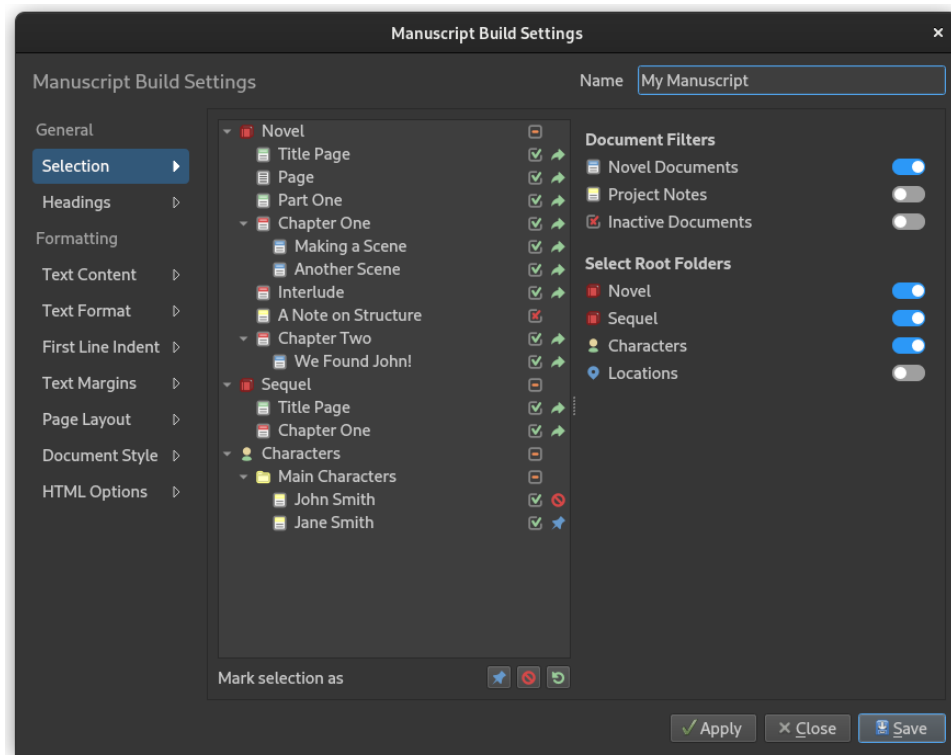 Manuscript Build Settings
Manuscript Build Settings
Name My Manuscript
General
Selection
Headings
Formatting
Text Content
Text Format
First Line Indent
Text Margins
Page Layout
Document Style
HTML Options
Novel
Title Page
Page
Part One
Chapter One
Making a Scene
Another Scene
Interlude
A Note on Structure
Chapter Two
We Found John!
Sequel
Title Page
Chapter One
Characters
Main Characters
John Smith
Jane Smith
Mark selection as
Document Filters
Novel Documents
Project Notes
Inactive Documents
Select Root Folders
Novel
Sequel
Characters
Locations
Apply Close Save